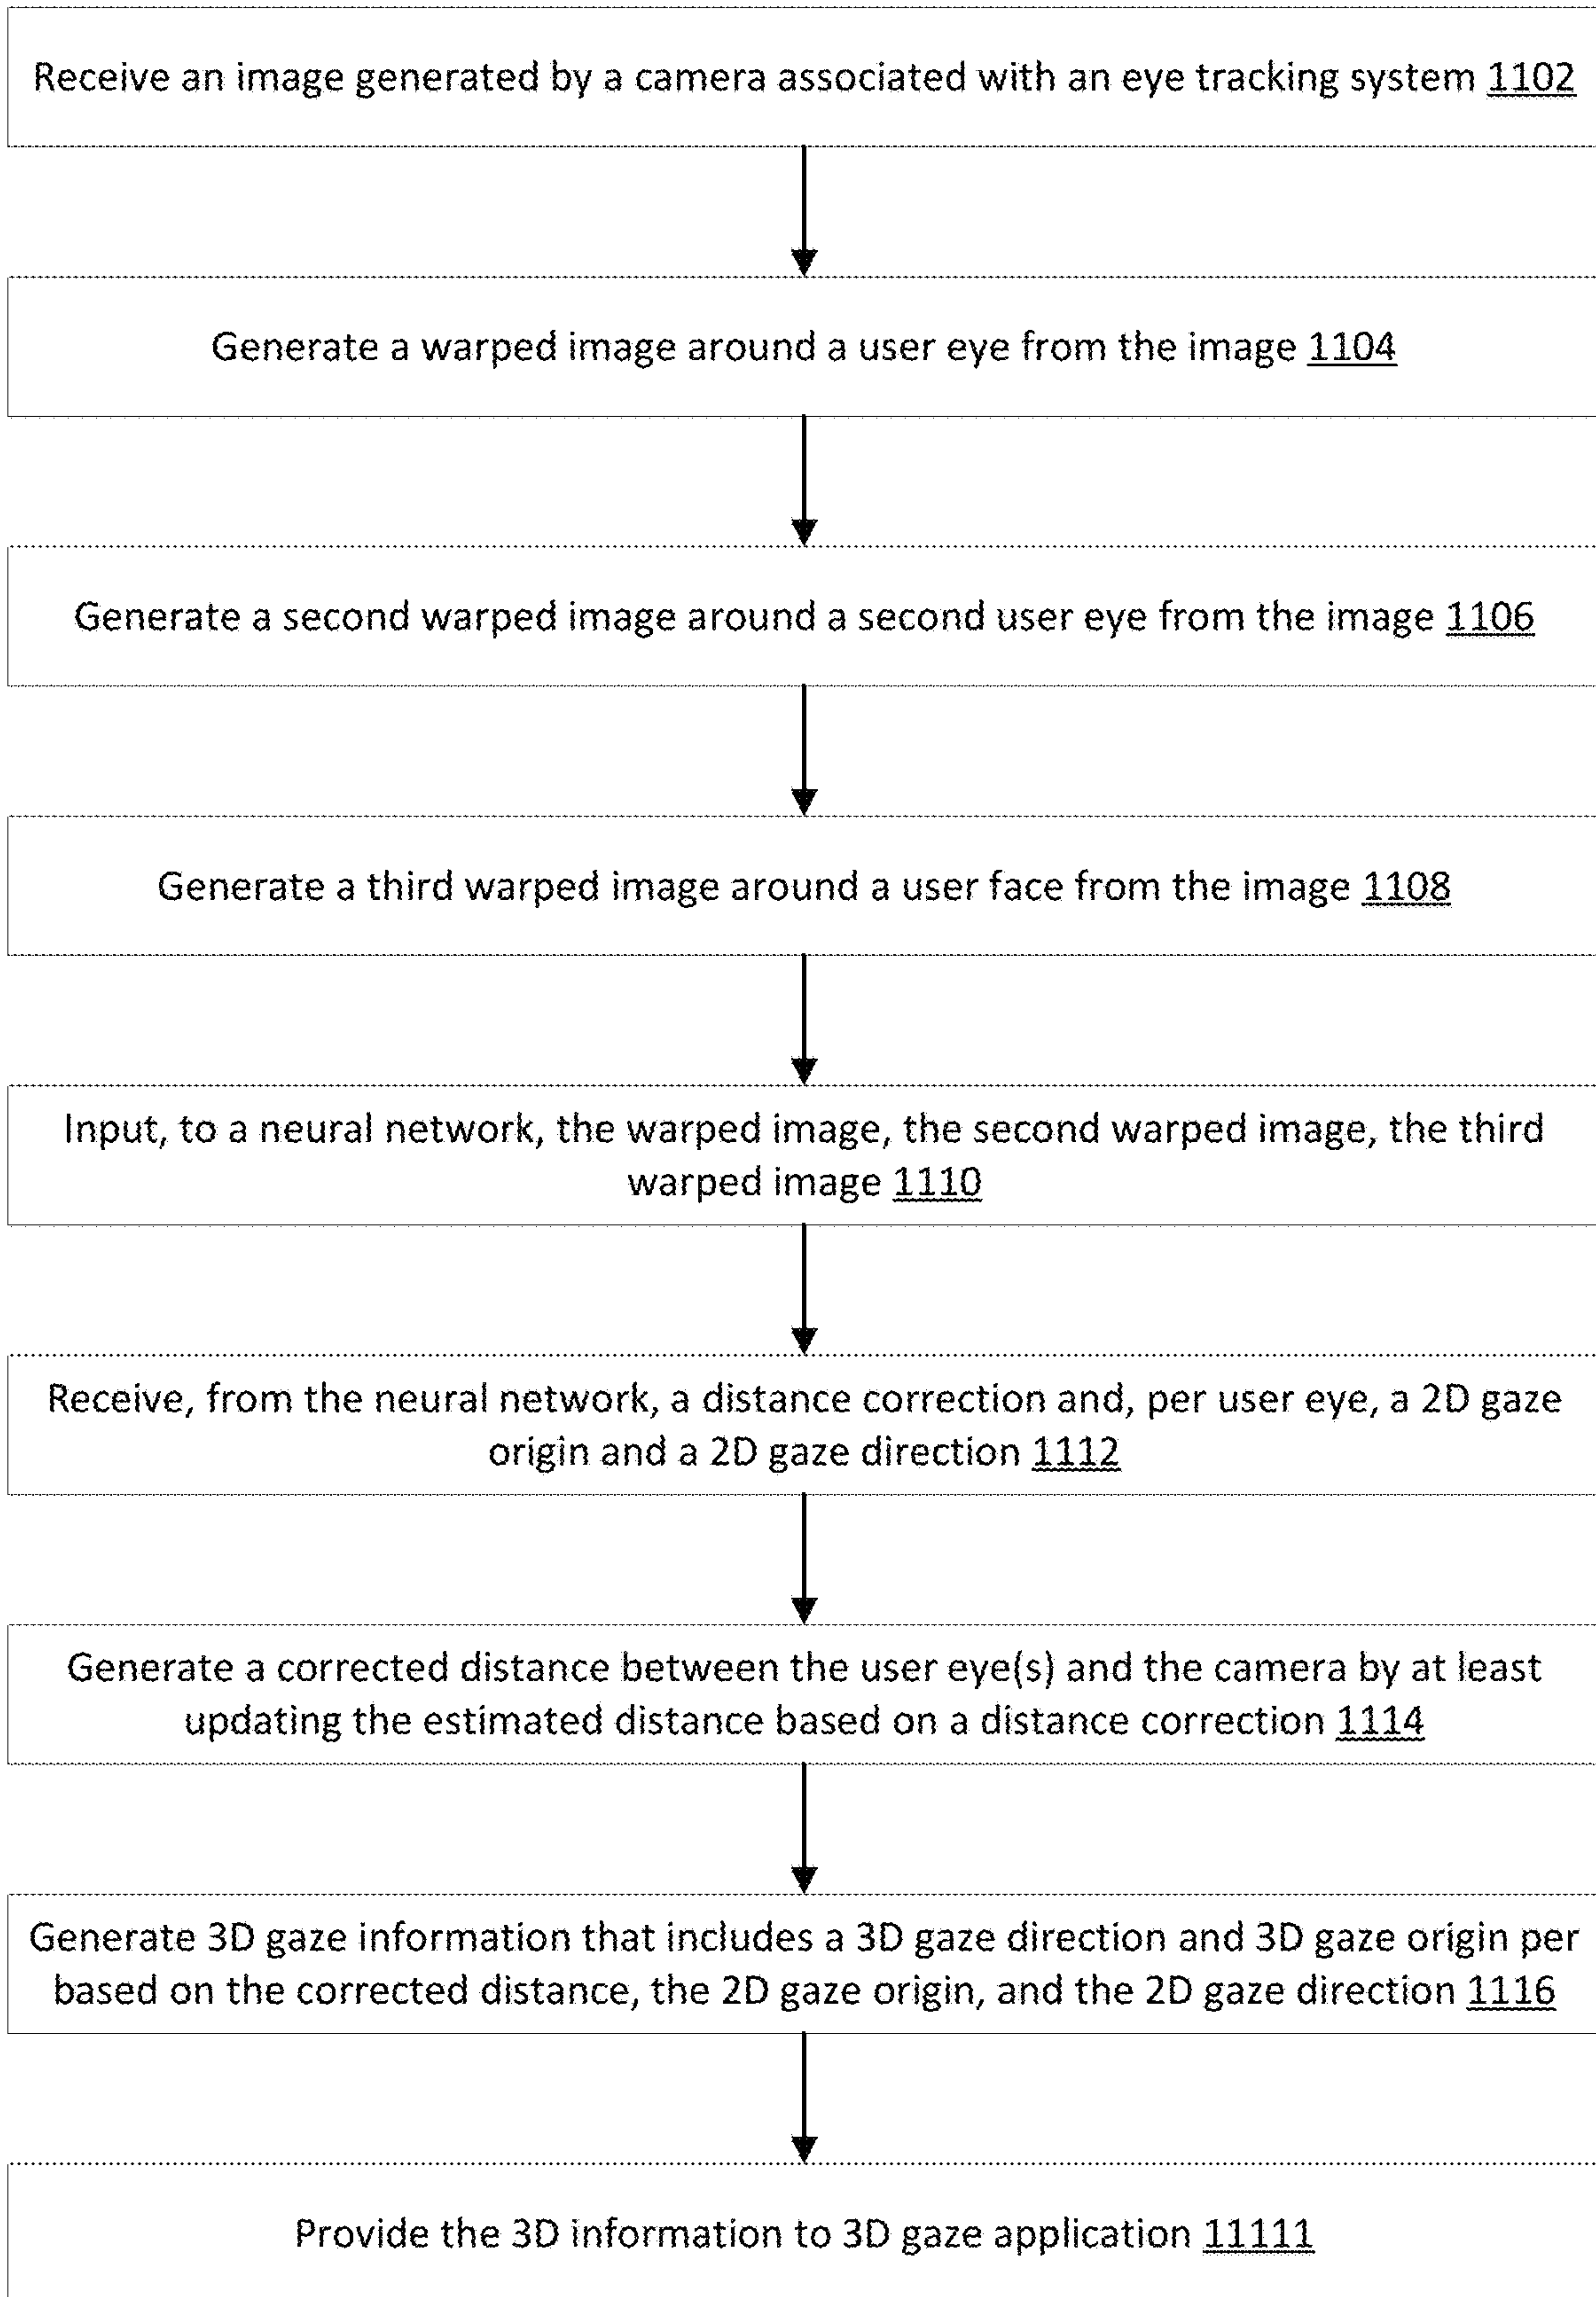 Receive an image generated by a camera associated with an eye tracking system 1102
Generate a warped image around a user eye from the image 1104
Generate a second warped image around a second user eye from the image 1106
Generate a third warped image around a user face from the image 1108
Input, to a neural network, the warped image, the second warped image, the third
warped image 1110
Receive, from the neural network, a distance correction and, per user eye, a 2D gaze
origin and a 2D gaze direction 1112
Generate a corrected distance between the user eye(s) and the camera by at least
updating the estimated distance based on a distance correction 1114
Generate 3D gaze information that includes a 3D gaze direction and 3D gaze origin per
based on the corrected distance, the 2D gaze origin, and the 2D gaze direction 1116
Provide the 3D information to 3D gaze application 11111